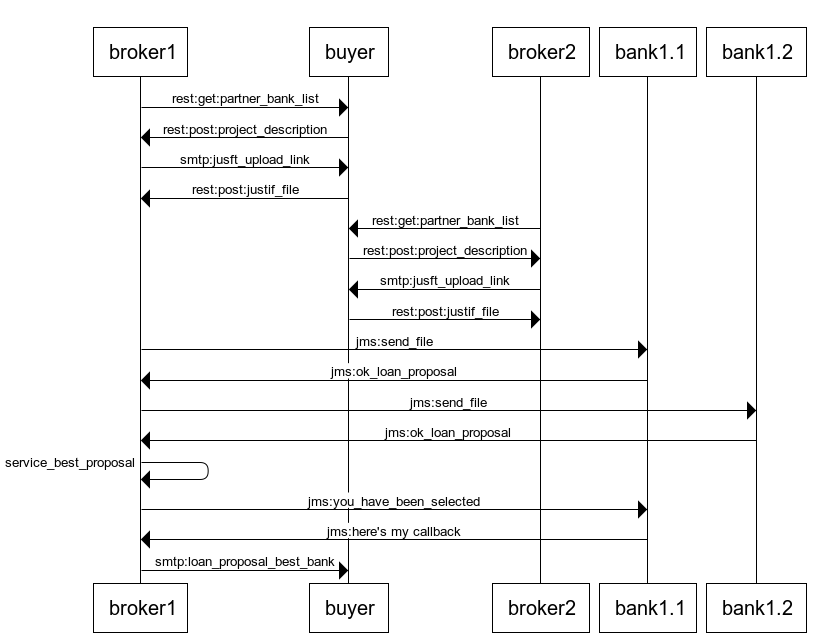 broker1 buyer broker2 bank1.1 bank1.2
rest:get:partner_bank_list
rest:post:project_description
smtp:jusft_upload_link
rest:post:justif_file
rest:get:partner_bank_list
rest:post:project_description
smtp:jusft_upload_link
rest:post:justif_file
jms:send_file
jms:ok_loan_proposal
jms:send_file
jms:ok_loan_proposal
service_best_proposal
jms:you_have_been_selected
jms:here's my callback
smtp:loan_proposal_best_bank
broker1 buyer broker2 bank1.1 bank1.2